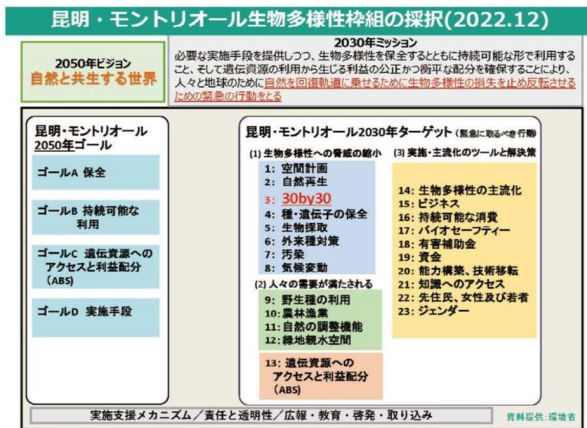 昆明・モントリオール生物多様性枠組の採択(2022.12)
2050年ビジョン
自然と共生する世界
2030年ミッション
必要な実施手段を提供しつつ、生物多様性を保全するとともに持続可能な形で利用する
こと、そして遺伝資源の利用から生じる利益の公正かつ衡平な配分を確保することにより、
人々と地球のために自然を回復軌道に乗せるために生物多様性の損失を止め反転させる
ための緊急の行動をとる
昆明・モントリオール
2050年ゴール
ゴールA 保全
ゴールB 持続可能な
利用
ゴールC 遺伝資源への
アクセスと利益配分
(ABS)
ゴールD 実施手段
昆明・モントリオール2030年ターゲット(緊急に取るべき行動)
(1) 生物多様性への脅威の縮小
1: 空間計画
2: 自然再生
3: 30by30
4: 種・遺伝子の保全
5: 生物採取
6: 外来種対策
7: 汚染
8: 気候変動
(2) 人々の需要が満たされる
9: 野生種の利用
10: 農林漁業
11: 自然の調整機能
12: 緑地親水空間
13: 遺伝資源への
アクセスと利益配分
(ABS)
(3) 実施・主流化のツールと解決策
14: 生物多様性の主流化
15: ビジネス
16: 持続可能な消費
17: バイオセーフティー
18: 有害補助金
19: 資金
20: 能力構築、技術移転
21: 知識へのアクセス
22: 先住民、女性及び若者
23: ジェンダー
実施支援メカニズム/責任と透明性/広報・教育・啓発・取り込み
資料提供:環境省